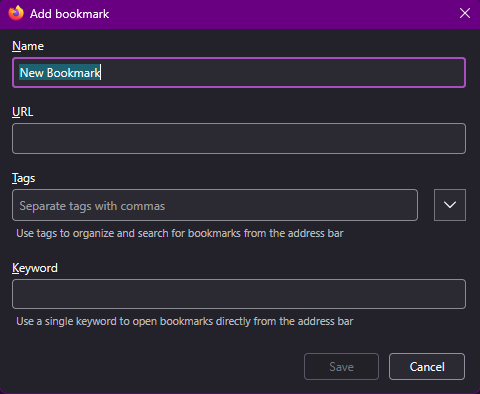 Add bookmark
Name
New Bookmark
URL
Tags
Separate tags with commas
Use tags to organize and search for bookmarks from the address bar
Keyword
Use a single keyword to open bookmarks directly from the address bar
Save Cancel